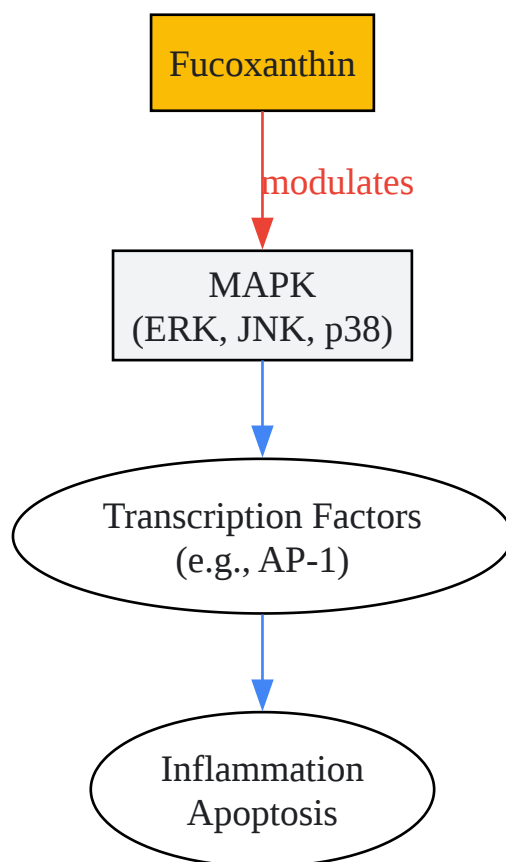 Fucoxanthin
modulates
MAPK
(ERK, JNK, p38)
Transcription Factors
(e.g., AP-1)
Inflammation
Apoptosis